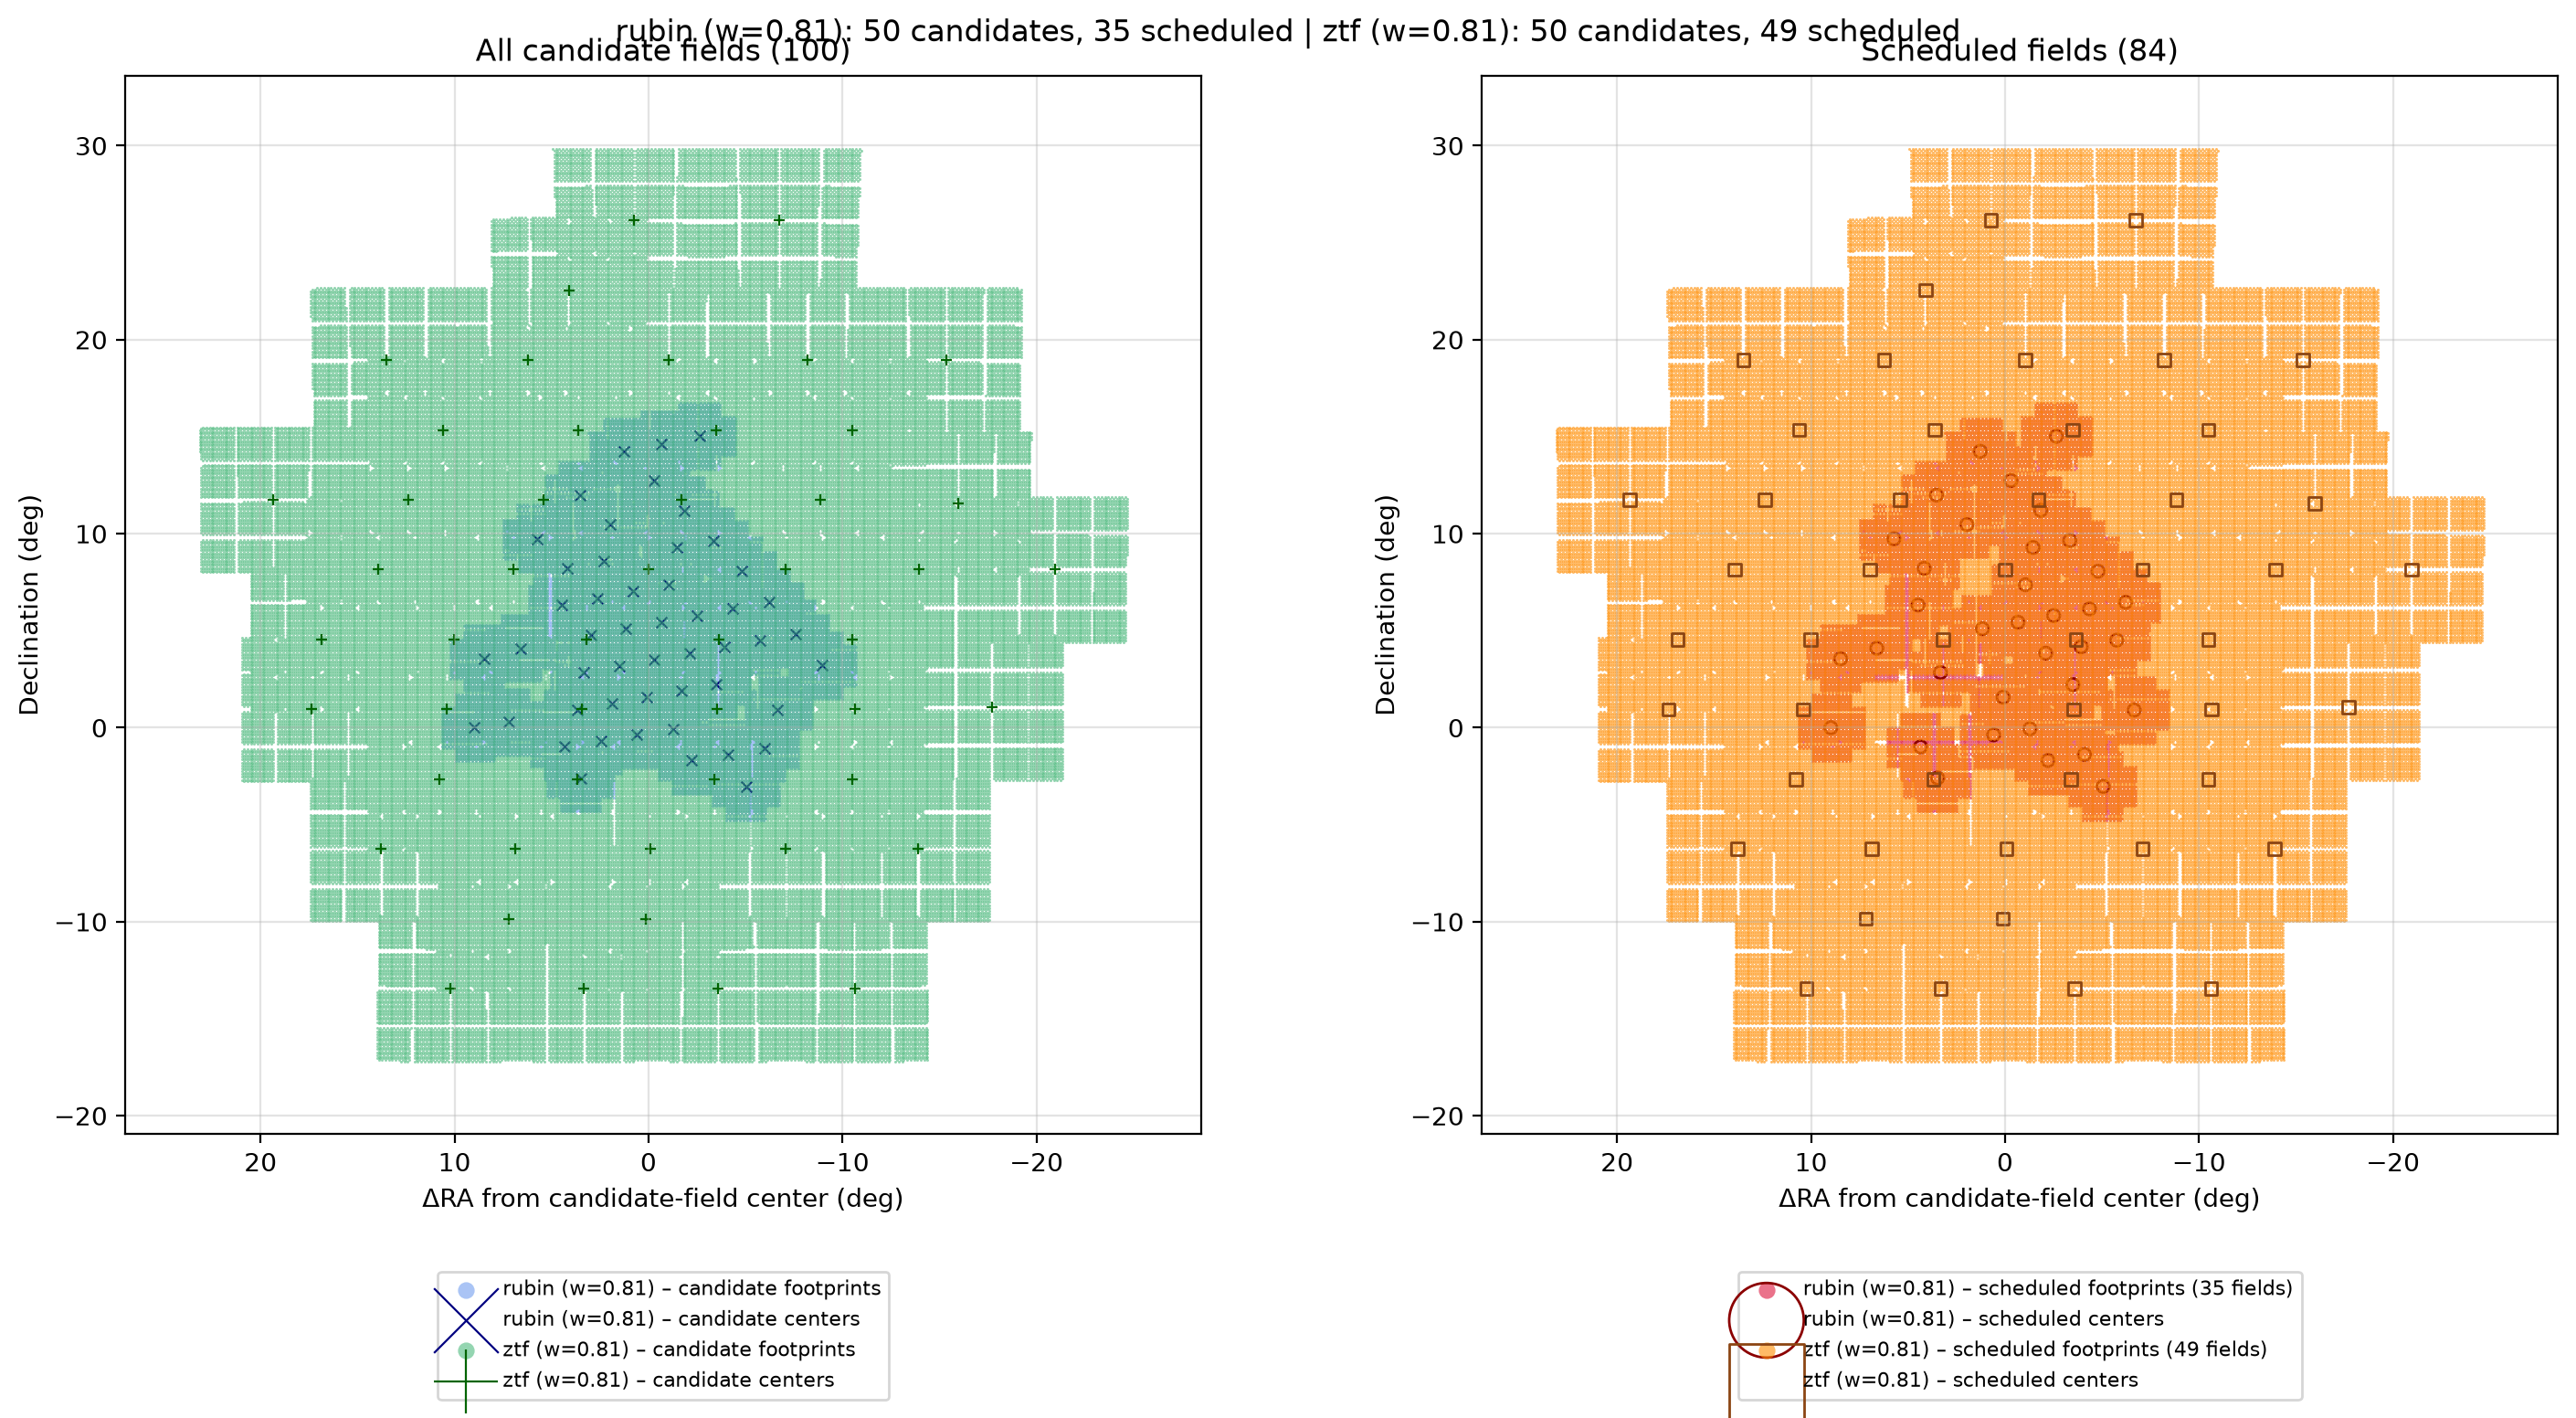 rubin (w=0.81): 50 candidates, 35 scheduled | ztf (w=0.81): 50 candidates, 49 scheduled
All candidate fields (100)
30
20
10
0
−10
−20
Declination (deg)
20
10
0
−10
−20
ΔRA from candidate-field center (deg)
rubin (w=0.81) – candidate footprints
rubin (w=0.81) – candidate centers
ztf (w=0.81) – candidate footprints
ztf (w=0.81) – candidate centers
Scheduled fields (84)
30
20
10
0
−10
−20
Declination (deg)
20
10
0
−10
−20
ΔRA from candidate-field center (deg)
rubin (w=0.81) – scheduled footprints (35 fields)
rubin (w=0.81) – scheduled centers
ztf (w=0.81) – scheduled footprints (49 fields)
ztf (w=0.81) – scheduled centers